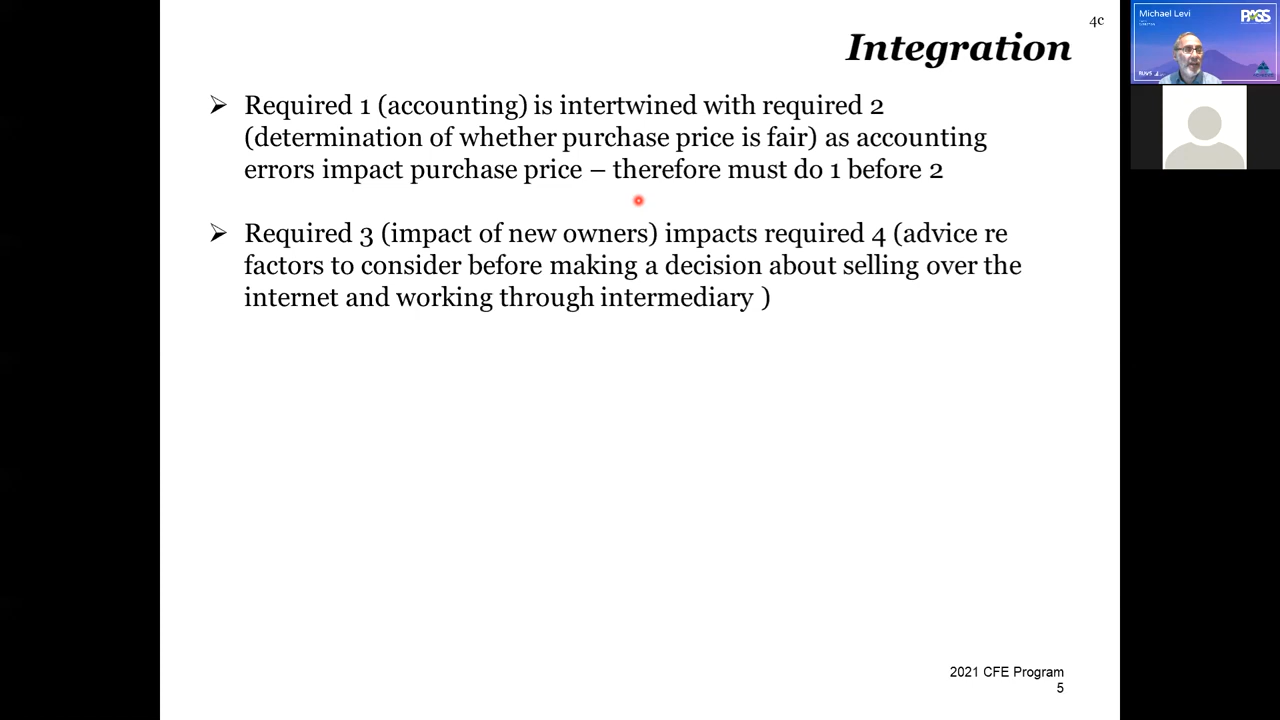 4c
Integration
➢ Required 1 (accounting) is intertwined with required 2
(determination of whether purchase price is fair) as accounting
errors impact purchase price – therefore must do 1 before 2
➢ Required 3 (impact of new owners) impacts required 4 (advice re
factors to consider before making a decision about selling over the
internet and working through intermediary )
2021 CFE Program
5
Michael Levi
PASS